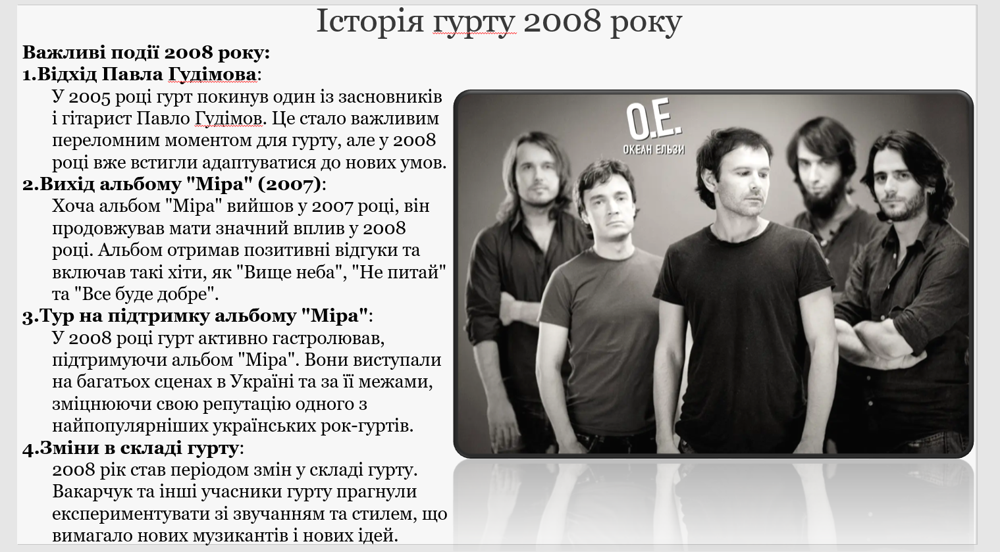 Історія гурту 2008 року
Важливі події 2008 року:
1.Відхід Павла Гудімова:
У 2005 році гурт покинув один із засновників
і гітарист Павло Гудімов. Це стало важливим
переломним моментом для гурту, але у 2008
році вже встигли адаптуватися до нових умов.
2.Вихід альбому "Міра" (2007):
Хоча альбом "Міра" вийшов у 2007 році, він
продовжував мати значний вплив у 2008
році. Альбом отримав позитивні відгуки та
включав такі хіти, як "Вище неба", "Не питай"
та "Все буде добре".
3.Тур на підтримку альбому "Міра":
У 2008 році гурт активно гастролював,
підтримуючи альбом "Міра". Вони виступали
на багатьох сценах в Україні та за її межами,
зміцнюючи свою репутацію одного з
найпопулярніших українських рок-гуртів.
4.Зміни в складі гурту:
2008 рік став періодом змін у складі гурту.
Вакарчук та інші учасники гурту прагнули
експериментувати зі звучанням та стилем, що
вимагало нових музикантів і нових ідей.
О.Е.
ОКЕАН ЕЛЬЗИ